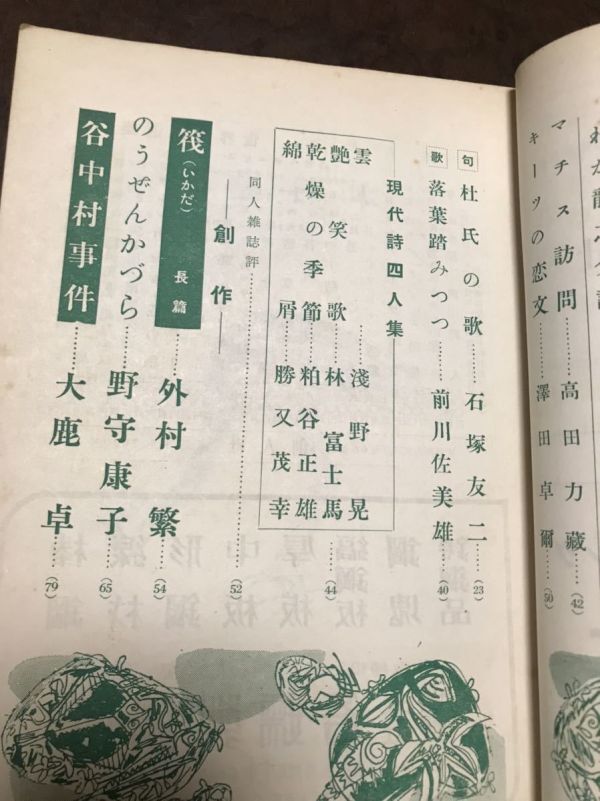 マチス訪問………高田力藏(42)
キーツの恋文………澤田卓爾(50)
句 杜氏の歌……石塚友二(23)
歌 落葉踏みつつ……前川佐美雄(40)
現代詩四人集……(44)
雲………淺野晃
艶笑歌……林富士馬
乾燥の季節……粕谷正雄
綿屑……勝又茂幸
同人雑誌評………(52)
―創作―
筏(いかだ) 長篇……外村繁(54)
のうぜんかづら……野守康子(65)
谷中村事件……大鹿卓(79)